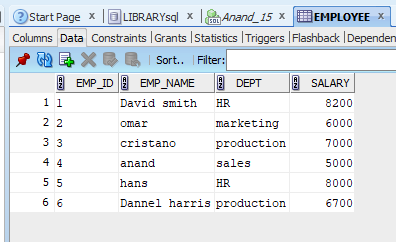 Start Page LIBRARYsql Anand_15 EMPLOYEE
Columns Data Constraints Grants Statistics Triggers Flashback
Sort.. Filter:
EMP_ID EMP_NAME DEPT SALARY
1 1 David smith HR 8200
2 2 omar marketing 6000
3 3 cristano production 7000
4 4 anand sales 5000
5 5 hans HR 8000
6 6 Dannel harris production 6700